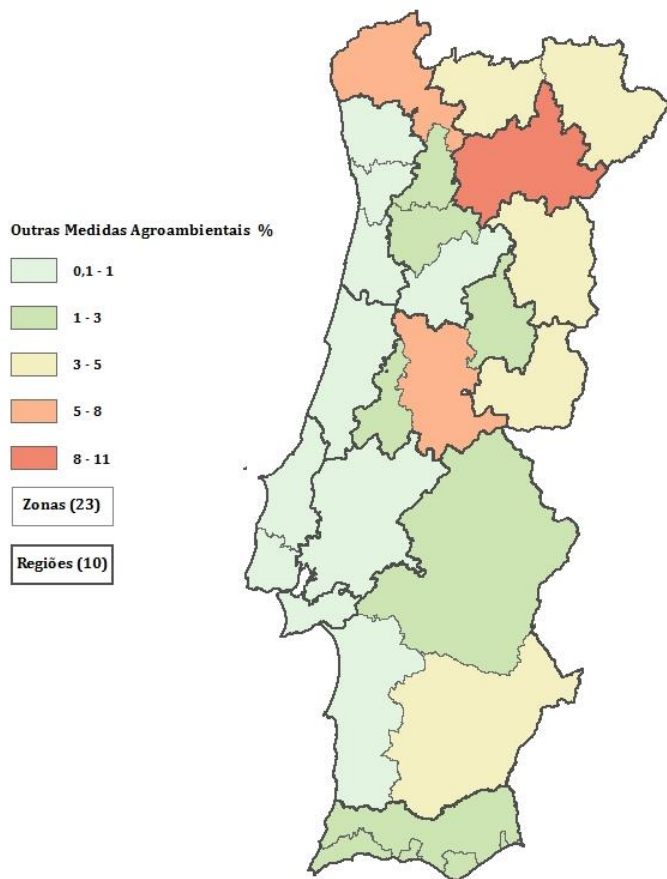 Outras Medidas Agroambientais %
0,1 - 1
1 - 3
3 - 5
5 - 8
8 - 11
Zonas (23)
Regiões (10)